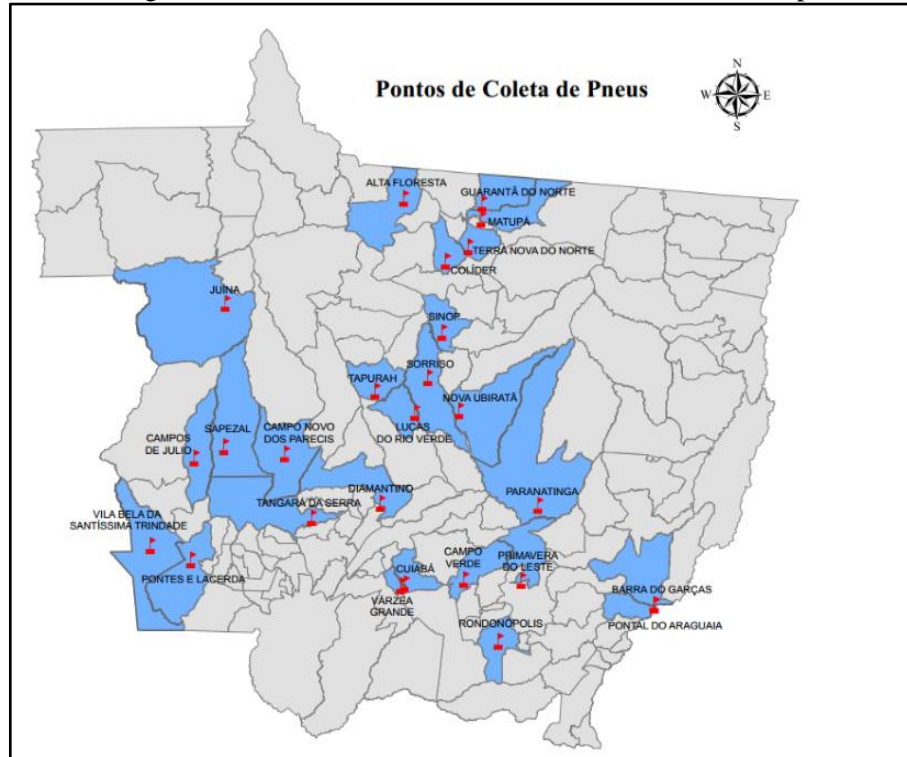 Pontos de Coleta de Pneus
N
W
E
S
ALTA FLORESTA
GUARANTÃ DO NORTE
MATUPÁ
TERRA NOVA DO NORTE
COLÍDER
JUÍNA
SINOP
SORRISO
TAPURAH
NOVA UBIRATÃ
LUCAS
DO RIO VERDE
CAMPO NOVO
DOS PARECIS
SAPEZAL
CAMPOS
DE JULIO
DIAMANTINO
TANGARÁ DA SERRA
PARANATINGA
VILA BELA DA
SANTÍSSIMA TRINDADE
PONTES E LACERDA
CUIABÁ
VÁRZEA
GRANDE
CAMPO
VERDE
PRIMAVERA
DO LESTE
BARRA DO GARÇAS
PONTAL DO ARAGUAIA
RONDONÓPOLIS